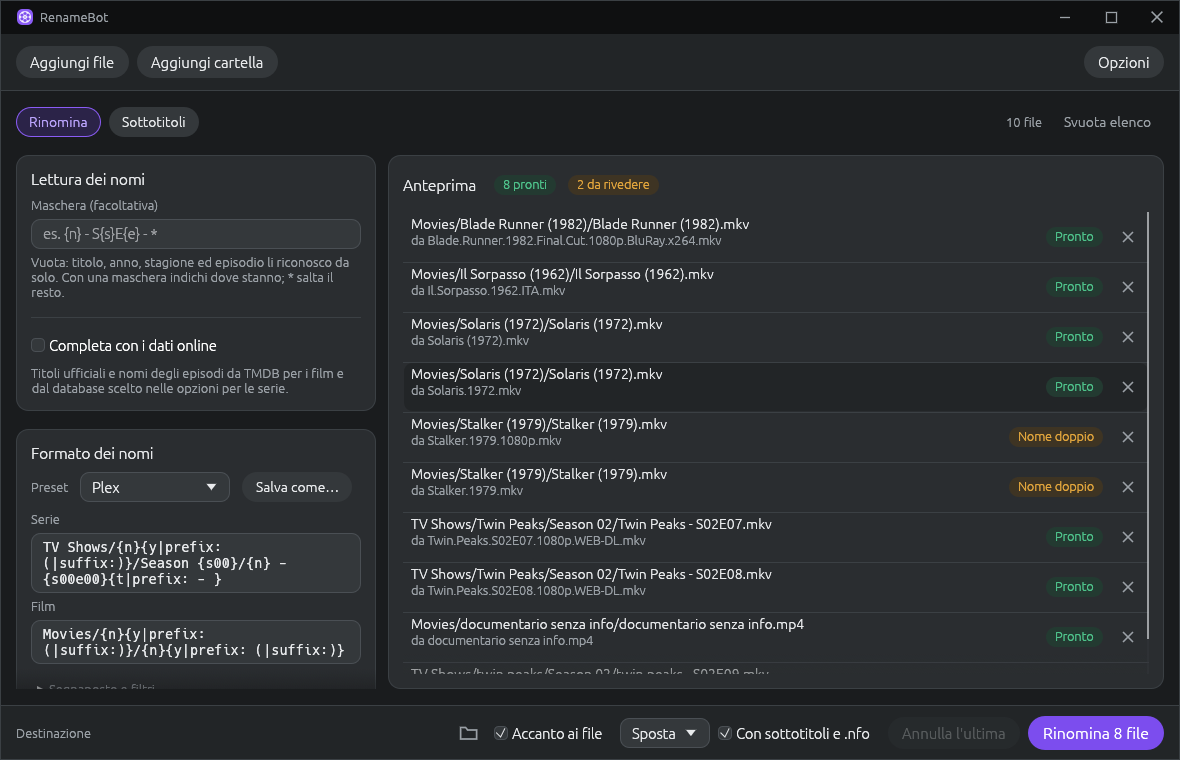 RenameBot
Aggiungi file
Aggiungi cartella
Opzioni
Rinomina
Sottotitoli
10 file
Svuota elenco
Lettura dei nomi
Maschera (facoltativa)
es. {n} - S{s}E{e} - *
Vuota: titolo, anno, stagione ed episodio li riconosco da
solo. Con una maschera indichi dove stanno; * salta il
resto.
Completa con i dati online
Titoli ufficiali e nomi degli episodi da TMDB per i film e
dal database scelto nelle opzioni per le serie.
Formato dei nomi
Preset
Plex
Salva come…
Serie
TV Shows/{n}{y|prefix:
(|suffix:)}/Season {s00}/{n} -
{s00e00}{t|prefix: - }
Film
Movies/{n}{y|prefix:
(|suffix:)}/{n}{y|prefix: (|suffix:)}
Segnaposto e filtri
Anteprima
8 pronti
2 da rivedere
Movies/Blade Runner (1982)/Blade Runner (1982).mkv
da Blade.Runner.1982.Final.Cut.1080p.BluRay.x264.mkv
Pronto
Movies/Il Sorpasso (1962)/Il Sorpasso (1962).mkv
da Il.Sorpasso.1962.ITA.mkv
Pronto
Movies/Solaris (1972)/Solaris (1972).mkv
da Solaris (1972).mkv
Pronto
Movies/Solaris (1972)/Solaris (1972).mkv
da Solaris.1972.mkv
Pronto
Movies/Stalker (1979)/Stalker (1979).mkv
da Stalker.1979.1080p.mkv
Nome doppio
Movies/Stalker (1979)/Stalker (1979).mkv
da Stalker.1979.mkv
Nome doppio
TV Shows/Twin Peaks/Season 02/Twin Peaks - S02E07.mkv
da Twin.Peaks.S02E07.1080p.WEB-DL.mkv
Pronto
TV Shows/Twin Peaks/Season 02/Twin Peaks - S02E08.mkv
da Twin.Peaks.S02E08.1080p.WEB-DL.mkv
Pronto
Movies/documentario senza info/documentario senza info.mp4
da documentario senza info.mp4
Pronto
TV Shows/twin peaks/Season 02/twin peaks - S02E09.mkv
Destinazione
Accanto ai file
Sposta
Con sottotitoli e .nfo
Annulla l'ultima
Rinomina 8 file